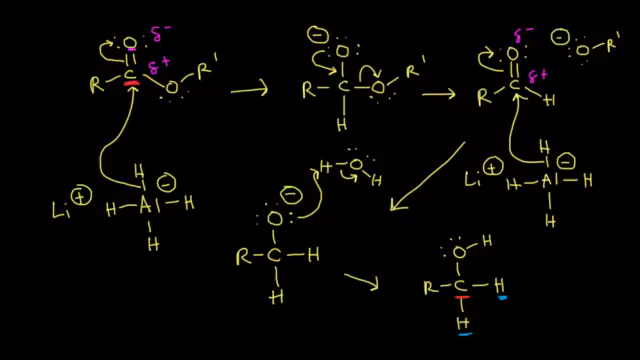 :O: δ⁻
C δ⁺
R
O
R'
⊖
:O:
R — C — O
R'
H
δ⁻
:O:
⊖ :O
R'
C δ⁺
R
H
H
H — O
H
Li⊕
H
⊖
H — Al — H
H
⊖
:O:
R — C — H
H
Li⊕
H
⊖
H — Al — H
H
:O
H
R — C — H
H